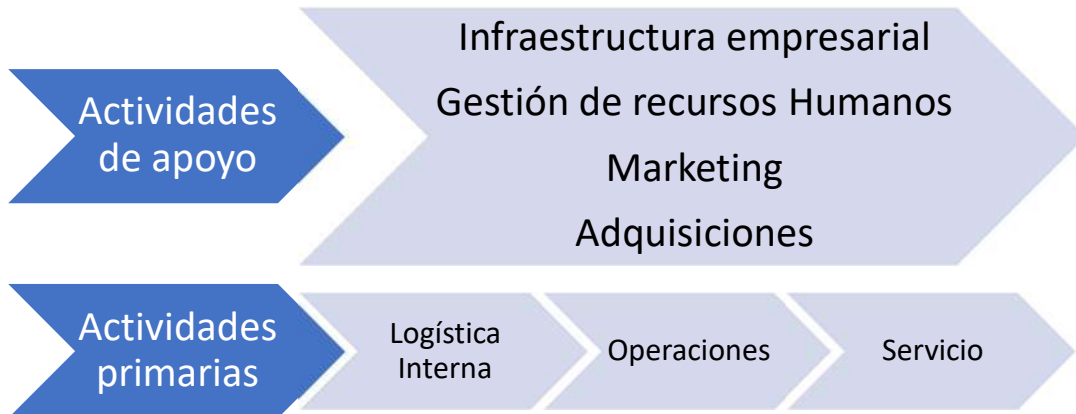 Actividades
de apoyo
Infraestructura empresarial
Gestión de recursos Humanos
Marketing
Adquisiciones
Actividades
primarias
Logística
Interna
Operaciones
Servicio